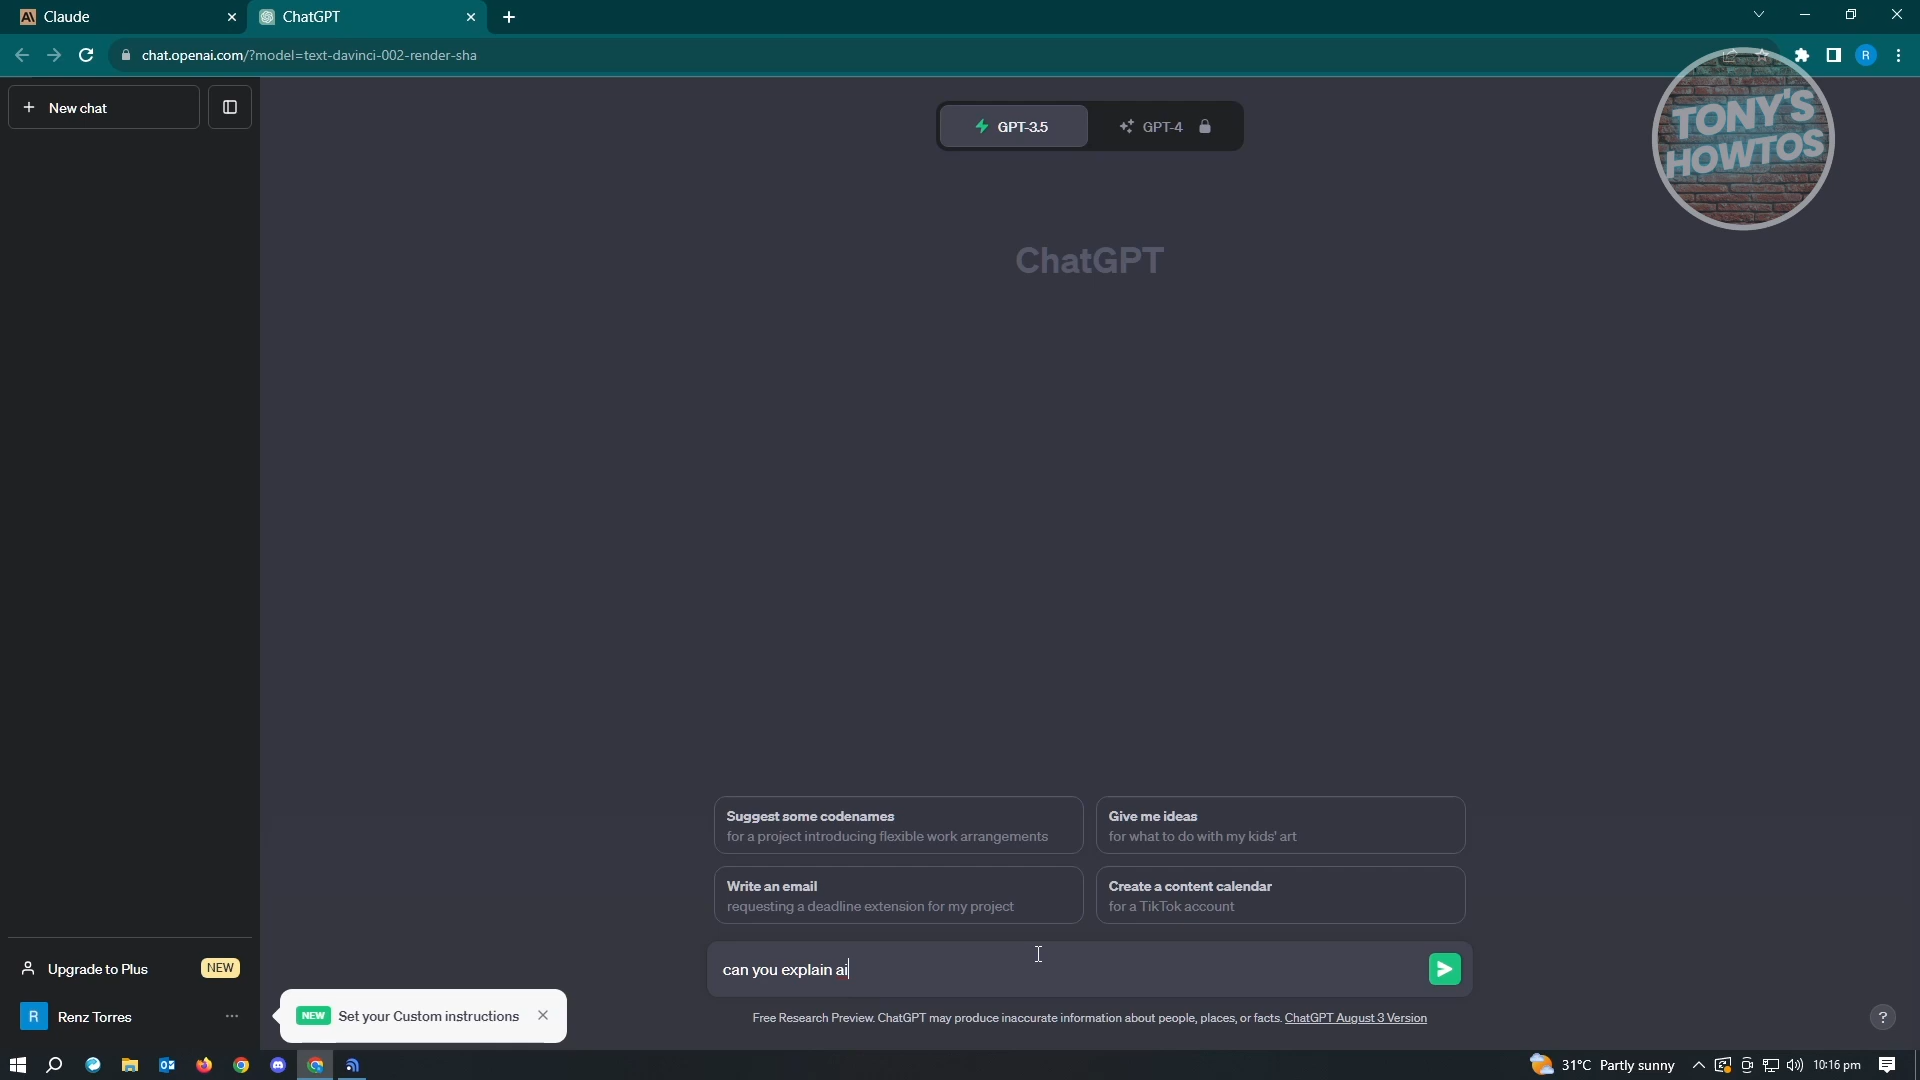 Claude
ChatGPT
chat.openai.com/?model=text-davinci-002-render-sha
R
New chat
GPT-3.5
GPT-4
TONY'S
HOWTOS
ChatGPT
Suggest some codenames
for a project introducing flexible work arrangements
Give me ideas
for what to do with my kids' art
Write an email
requesting a deadline extension for my project
Create a content calendar
for a TikTok account
can you explain ai
Upgrade to Plus
NEW
R
Renz Torres
NEW
Set your Custom instructions
Free Research Preview. ChatGPT may produce inaccurate information about people, places, or facts. ChatGPT August 3 Version
?
31°C Partly sunny
10:16 pm